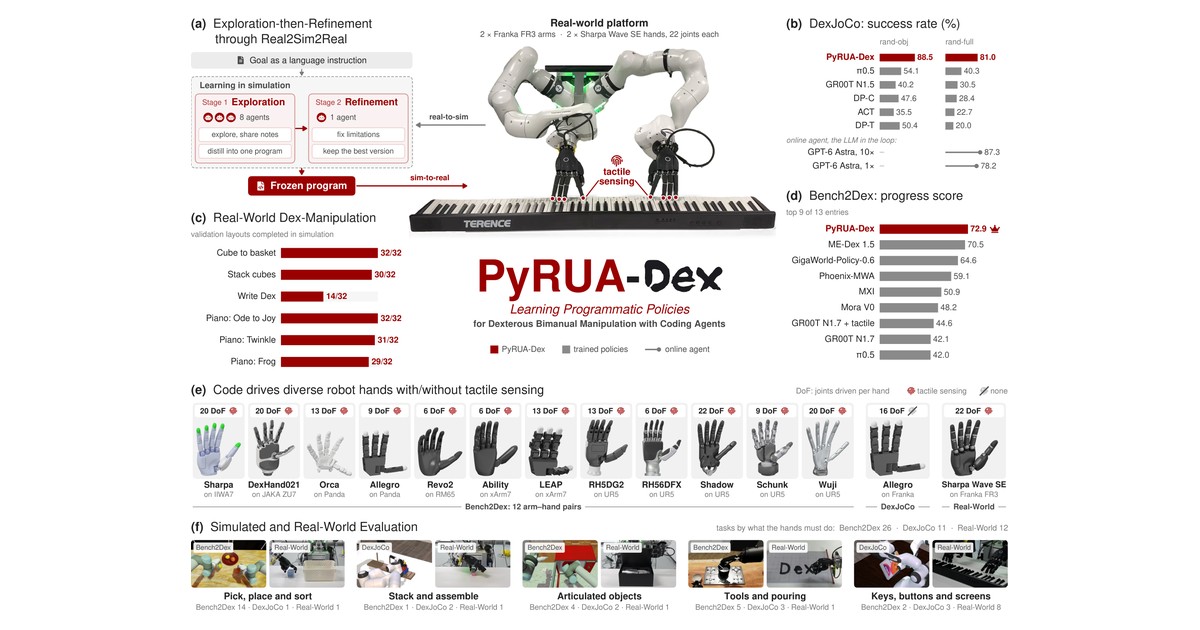 (a) Exploration-then-Refinement
through Real2Sim2Real
Goal as a language instruction
Learning in simulation
Stage 1 Exploration
8 agents
explore, share notes
distill into one program
Stage 2 Refinement
1 agent
fix limitations
keep the best version
Frozen program
real-to-sim
sim-to-real
Real-world platform
2 × Franka FR3 arms · 2 × Sharpa Wave SE hands, 22 joints each
tactile
sensing
TERENCE
PyRUA-Dex
Learning Programmatic Policies
for Dexterous Bimanual Manipulation with Coding Agents
PyRUA-Dex
trained policies
online agent
(b) DexJoCo: success rate (%)
rand-obj rand-full
PyRUA-Dex 88.5 81.0
π0.5 54.1 40.3
GR00T N1.5 40.2 30.5
DP-C 47.6 28.4
ACT 35.5 22.7
DP-T 50.4 20.0
online agent, the LLM in the loop:
GPT-6 Astra, 10× – 87.3
GPT-6 Astra, 1× – 78.2
(c) Real-World Dex-Manipulation
validation layouts completed in simulation
Cube to basket 32/32
Stack cubes 30/32
Write Dex 14/32
Piano: Ode to Joy 32/32
Piano: Twinkle 31/32
Piano: Frog 29/32
(d) Bench2Dex: progress score
top 9 of 13 entries
PyRUA-Dex 72.9
ME-Dex 1.5 70.5
GigaWorld-Policy-0.6 64.6
Phoenix-MWA 59.1
MXI 50.9
Mora V0 48.2
GR00T N1.7 + tactile 44.6
GR00T N1.7 42.1
π0.5 42.0
(e) Code drives diverse robot hands with/without tactile sensing
DoF: joints driven per hand tactile sensing none
20 DoF 20 DoF 13 DoF 9 DoF 6 DoF 6 DoF 13 DoF 13 DoF 6 DoF 22 DoF 9 DoF 20 DoF 16 DoF 22 DoF
Sharpa DexHand021 Orca Allegro Revo2 Ability LEAP RH5DG2 RH56DFX Shadow Schunk Wuji Allegro Sharpa Wave SE
on IIWA7 on JAKA ZU7 on Panda on Panda on RM65 on xArm7 on xArm7 on UR5 on UR5 on UR5 on UR5 on UR5 on Franka on Franka FR3
Bench2Dex: 12 arm–hand pairs DexJoCo Real-World
(f) Simulated and Real-World Evaluation
tasks by what the hands must do: Bench2Dex 26 · DexJoCo 11 · Real-World 12
Bench2Dex Real-World DexJoCo Real-World Bench2Dex Real-World Bench2Dex Real-World DexJoCo Real-World
Dex
Pick, place and sort Stack and assemble Articulated objects Tools and pouring Keys, buttons and screens
Bench2Dex 14 · DexJoCo 1 · Real-World 1 Bench2Dex 1 · DexJoCo 2 · Real-World 1 Bench2Dex 4 · DexJoCo 2 · Real-World 1 Bench2Dex 5 · DexJoCo 3 · Real-World 1 Bench2Dex 2 · DexJoCo 3 · Real-World 8